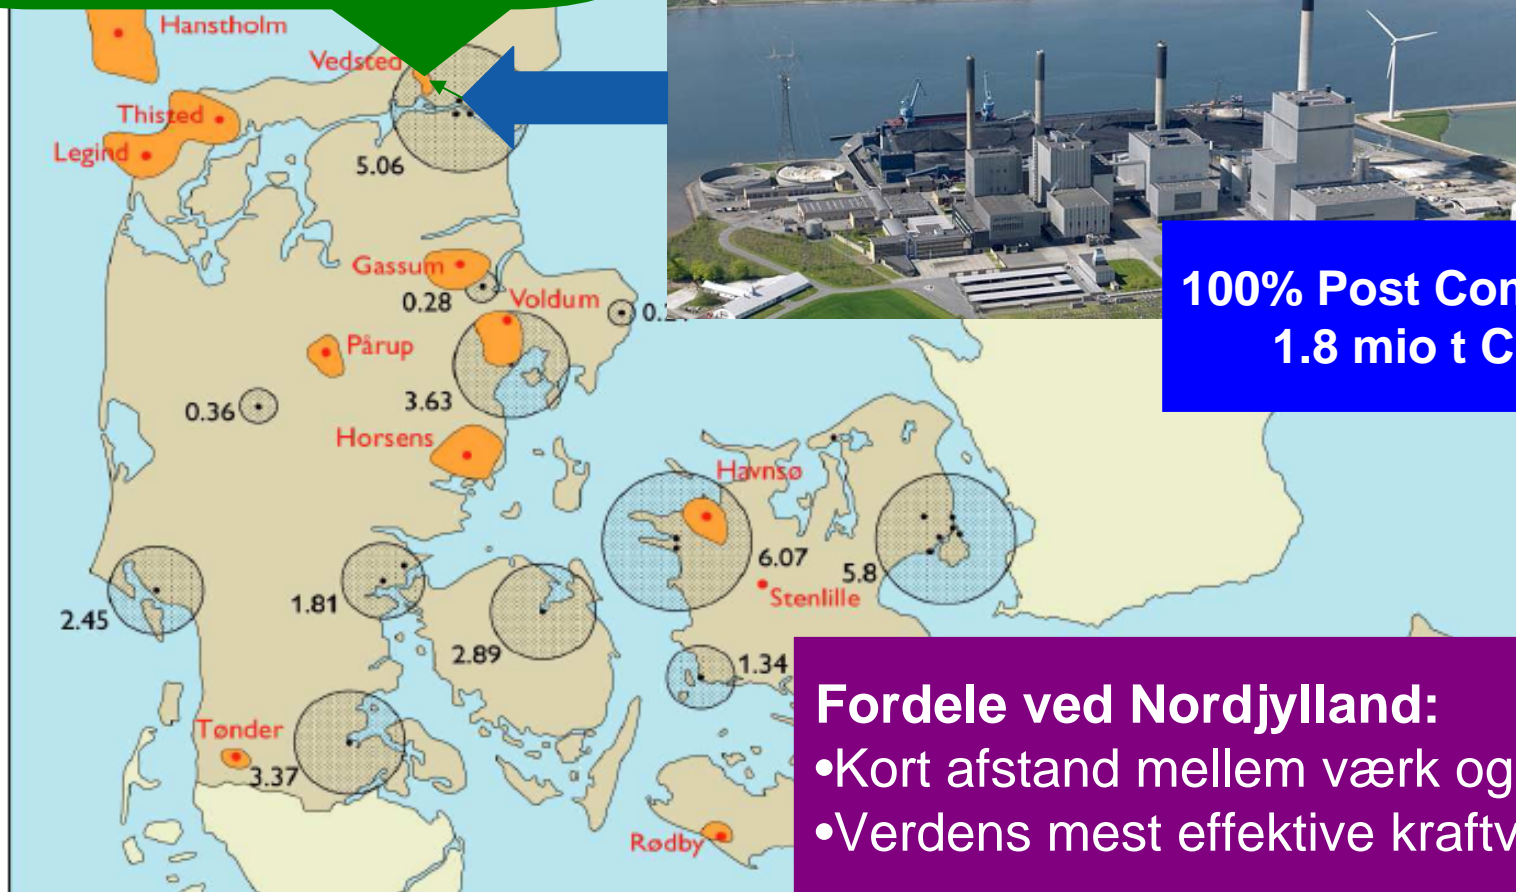 Hanstholm
Vedsted
Thisted
Legind
5.06
Gassum
0.28
Voldum
Pårup
0.36
3.63
Horsens
100% Post
1.8 mio t
Havnsø
6.07
5.8
Stenlille
2.45
1.81
2.89
1.34
Tønder
3.37
Rødby
Fordele ved Nordjylland:
•Kort afstand mellem værk og
•Verdens mest effektive